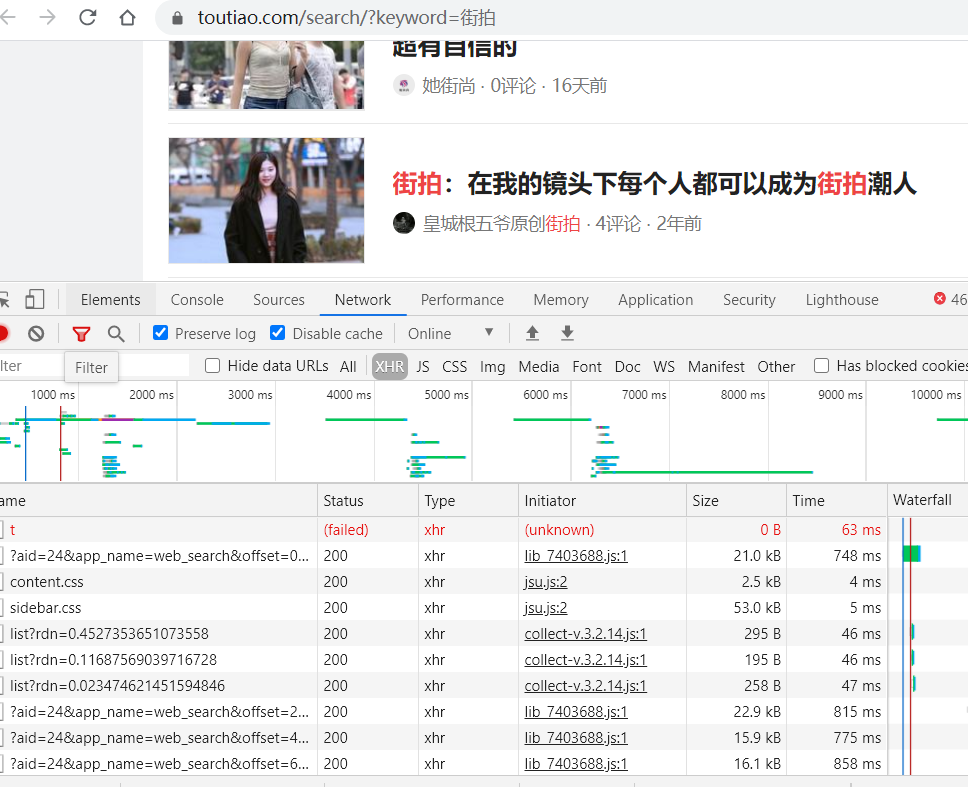 toutiao.com/search/?keyword=街拍
超有自信的
她街尚 · 0评论 · 16天前
街拍：在我的镜头下每个人都可以成为街拍潮人
皇城根五爷原创街拍 · 4评论 · 2年前
Elements Console Sources Network Performance Memory Application Security Lighthouse 46
Preserve log Disable cache Online
lter Hide data URLs All XHR JS CSS Img Media Font Doc WS Manifest Other Has blocked cookies
Filter
1000 ms 2000 ms 3000 ms 4000 ms 5000 ms 6000 ms 7000 ms 8000 ms 9000 ms 10000 ms
ame Status Type Initiator Size Time Waterfall
t (failed) xhr (unknown) 0 B 63 ms
?aid=24&app_name=web_search&offset=0... 200 xhr lib_7403688.js:1 21.0 kB 748 ms
content.css 200 xhr jsu.js:2 2.5 kB 4 ms
sidebar.css 200 xhr jsu.js:2 53.0 kB 5 ms
list?rdn=0.4527353651073558 200 xhr collect-v.3.2.14.js:1 295 B 46 ms
list?rdn=0.11687569039716728 200 xhr collect-v.3.2.14.js:1 195 B 46 ms
list?rdn=0.023474621451594846 200 xhr collect-v.3.2.14.js:1 258 B 47 ms
?aid=24&app_name=web_search&offset=2... 200 xhr lib_7403688.js:1 22.9 kB 815 ms
?aid=24&app_name=web_search&offset=4... 200 xhr lib_7403688.js:1 15.9 kB 775 ms
?aid=24&app_name=web_search&offset=6... 200 xhr lib_7403688.js:1 16.1 kB 858 ms